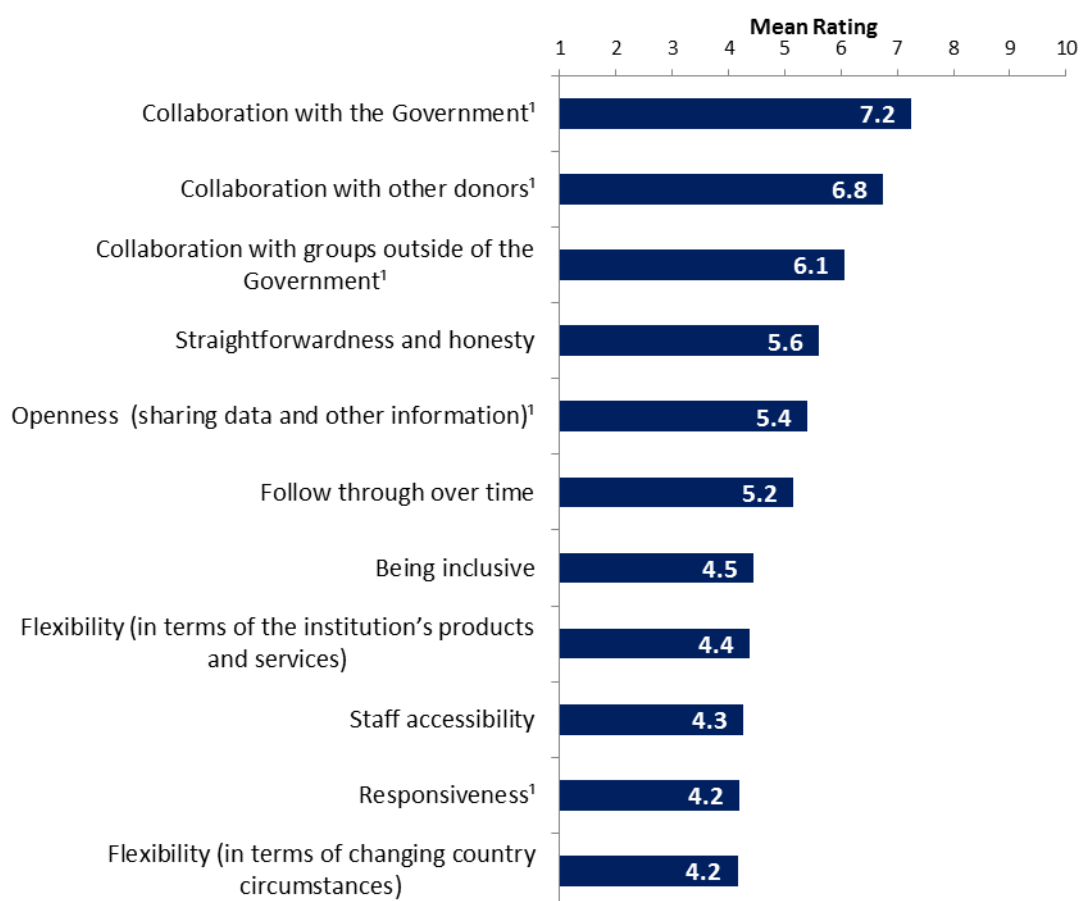 Mean Rating
1 2 3 4 5 6 7 8 9 10
Collaboration with the Government¹
7.2
Collaboration with other donors¹
6.8
Collaboration with groups outside of the
Government¹
6.1
Straightforwardness and honesty
5.6
Openness (sharing data and other information)¹
5.4
Follow through over time
5.2
Being inclusive
4.5
Flexibility (in terms of the institution’s products
and services)
4.4
Staff accessibility
4.3
Responsiveness¹
4.2
Flexibility (in terms of changing country
circumstances)
4.2